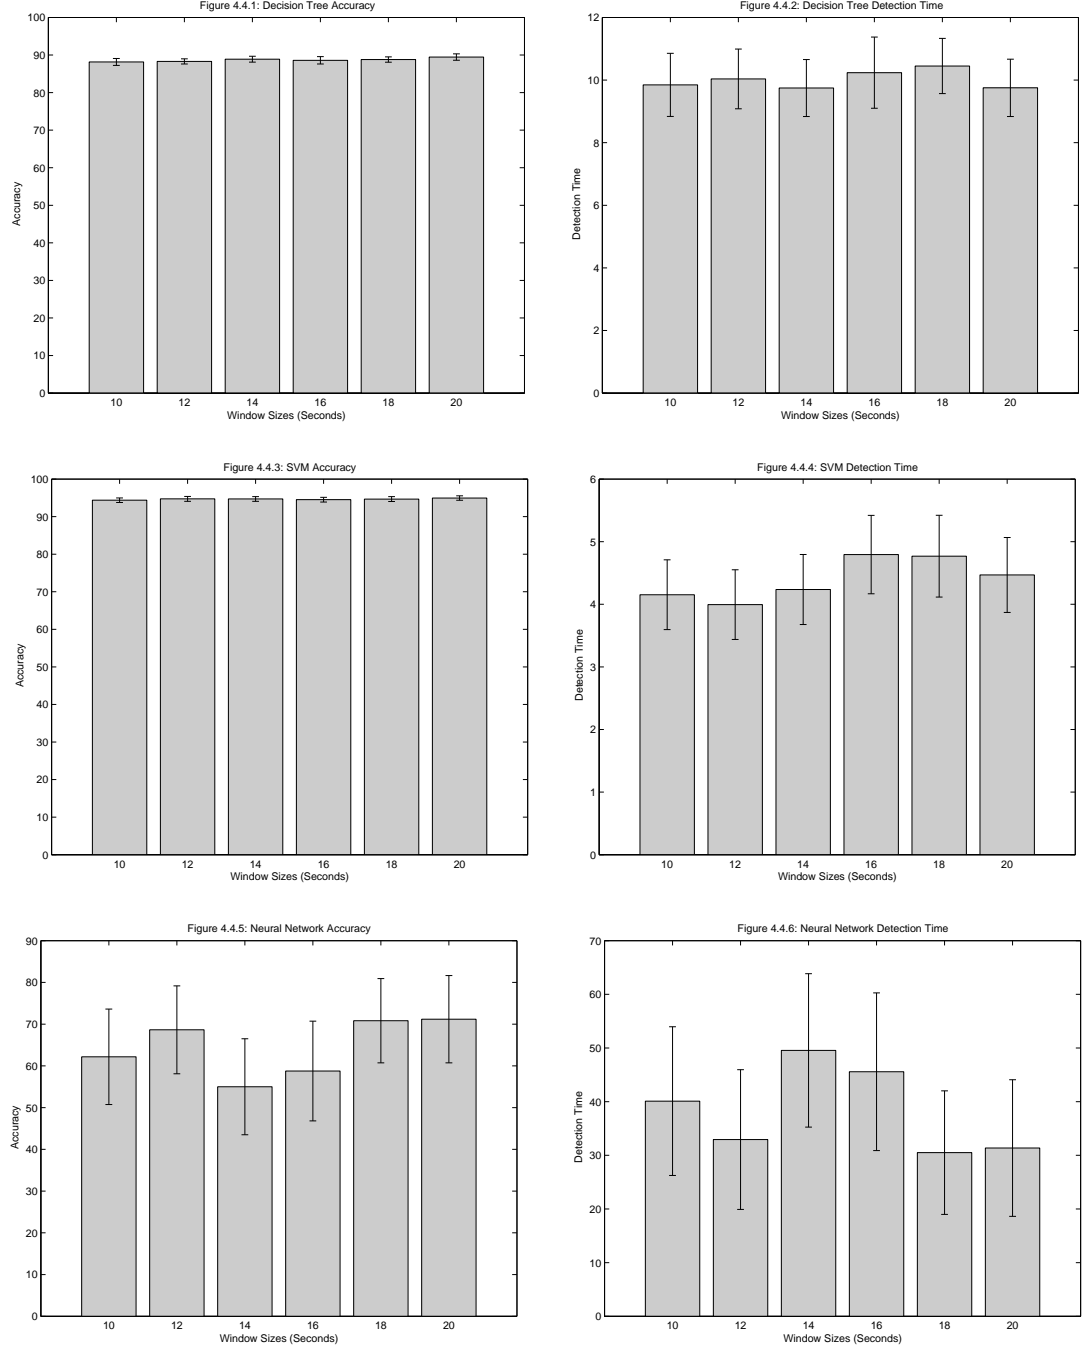 Figure 4.4.1: Decision Tree Accuracy
100
90
80
70
60
50
40
30
20
10
0
Accuracy
10 12 14 16 18 20
Window Sizes (Seconds)
Figure 4.4.2: Decision Tree Detection Time
12
10
8
6
4
2
0
Detection Time
10 12 14 16 18 20
Window Sizes (Seconds)
Figure 4.4.3: SVM Accuracy
100
90
80
70
60
50
40
30
20
10
0
Accuracy
10 12 14 16 18 20
Window Sizes (Seconds)
Figure 4.4.4: SVM Detection Time
6
5
4
3
2
1
0
Detection Time
10 12 14 16 18 20
Window Sizes (Seconds)
Figure 4.4.5: Neural Network Accuracy
90
80
70
60
50
40
30
20
10
0
Accuracy
10 12 14 16 18 20
Window Sizes (Seconds)
Figure 4.4.6: Neural Network Detection Time
70
60
50
40
30
20
10
0
Detection Time
10 12 14 16 18 20
Window Sizes (Seconds)